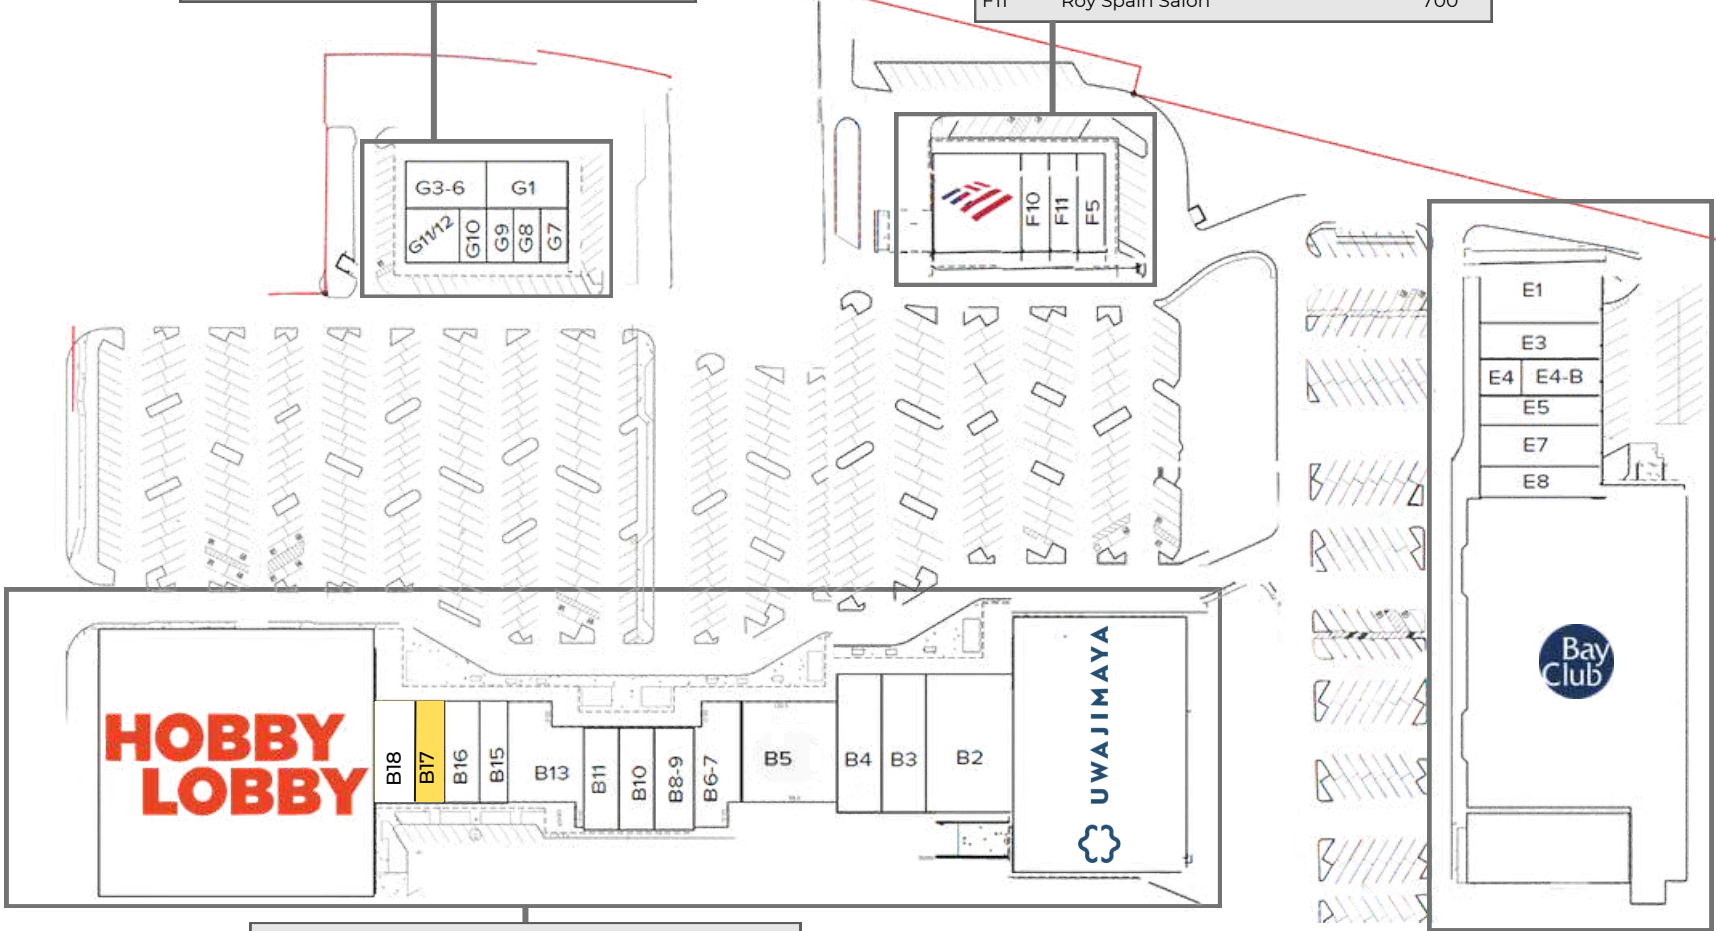 F11 Roy Spain Salon 700
G3-6 G1
G11/12 G10 G9 G8 G7
F10 F11 F5
E1
E3
E4 E4-B
E5
E7
E8
HOBBY
LOBBY
B18 B17 B16 B15 B13 B11 B10 B8-9 B6-7 B5 B4 B3 B2
UWAJIMAYA
Bay
Club